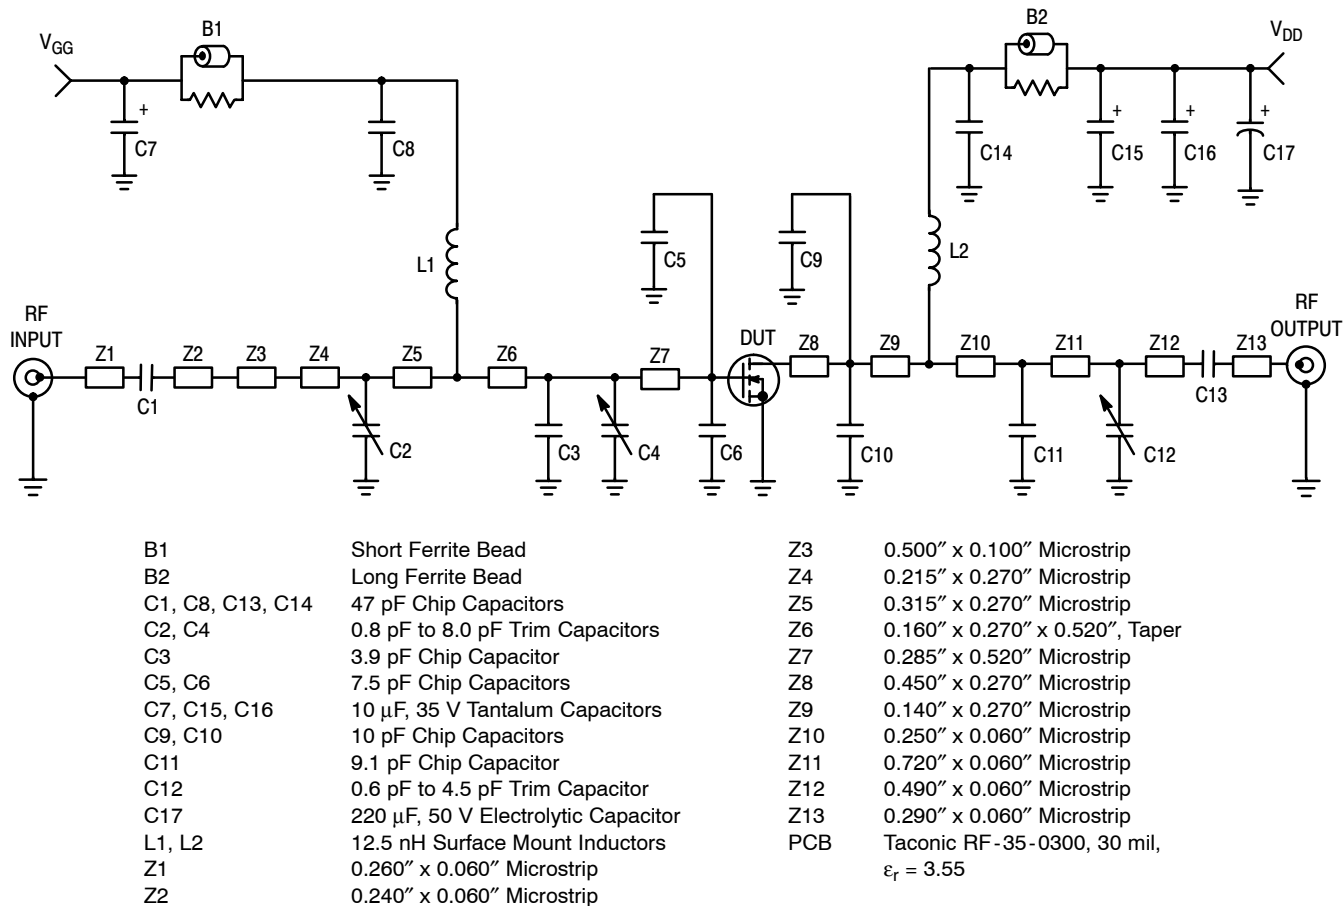 B1
V_GG
+
C7
C8
L1
B2
V_DD
C14
+
C15
+
C16
+
C17
L2
C5
C9
RF
INPUT
Z1
C1
Z2
Z3
Z4
C2
Z5
Z6
C3
C4
Z7
C6
DUT
Z8
C10
Z9
Z10
C11
Z11
C12
Z12
C13
Z13
RF
OUTPUT
B1 Short Ferrite Bead
B2 Long Ferrite Bead
C1, C8, C13, C14 47 pF Chip Capacitors
C2, C4 0.8 pF to 8.0 pF Trim Capacitors
C3 3.9 pF Chip Capacitor
C5, C6 7.5 pF Chip Capacitors
C7, C15, C16 10 μF, 35 V Tantalum Capacitors
C9, C10 10 pF Chip Capacitors
C11 9.1 pF Chip Capacitor
C12 0.6 pF to 4.5 pF Trim Capacitor
C17 220 μF, 50 V Electrolytic Capacitor
L1, L2 12.5 nH Surface Mount Inductors
Z1 0.260″ x 0.060″ Microstrip
Z2 0.240″ x 0.060″ Microstrip
Z3 0.500″ x 0.100″ Microstrip
Z4 0.215″ x 0.270″ Microstrip
Z5 0.315″ x 0.270″ Microstrip
Z6 0.160″ x 0.270″ x 0.520″, Taper
Z7 0.285″ x 0.520″ Microstrip
Z8 0.450″ x 0.270″ Microstrip
Z9 0.140″ x 0.270″ Microstrip
Z10 0.250″ x 0.060″ Microstrip
Z11 0.720″ x 0.060″ Microstrip
Z12 0.490″ x 0.060″ Microstrip
Z13 0.290″ x 0.060″ Microstrip
PCB Taconic RF-35-0300, 30 mil,
ε_r = 3.55